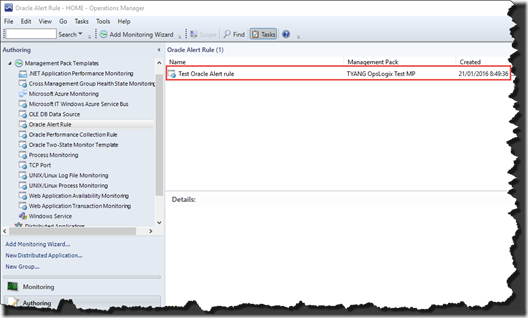 Oracle Alert Rule - HOME - Operations Manager
File Edit View Go Tasks Tools Help
Search Add Monitoring Wizard Scope Find Tasks
Authoring
Management Pack Templates
.NET Application Performance Monitoring
Cross Management Group Health State Monitoring
Microsoft Azure Monitoring
Microsoft IT Windows Azure Service Bus
OLE DB Data Source
Oracle Alert Rule
Oracle Performance Collection Rule
Oracle Two-State Monitor Template
Process Monitoring
TCP Port
UNIX/Linux Log File Monitoring
UNIX/Linux Process Monitoring
Web Application Availability Monitoring
Web Application Transaction Monitoring
Windows Service
Distributed Applications
Add Monitoring Wizard...
New Distributed Application...
New Group...
Monitoring
Authoring
Oracle Alert Rule (1)
Name Management Pack Created
Test Oracle Alert rule TYANG OpsLogix Test MP 21/01/2016 8:49:36
Details: